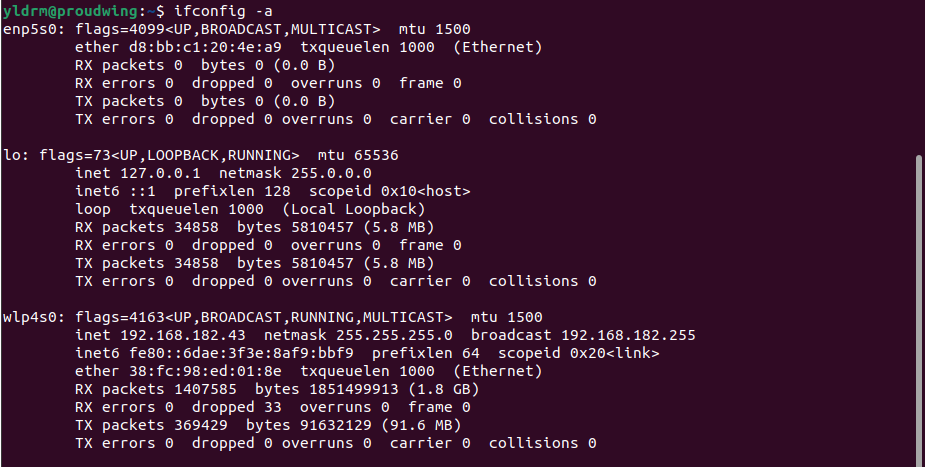 yldrm@proudwing:~$ ifconfig -a
enp5s0: flags=4099<UP,BROADCAST,MULTICAST>  mtu 1500
        ether d8:bb:c1:20:4e:a9  txqueuelen 1000  (Ethernet)
        RX packets 0  bytes 0 (0.0 B)
        RX errors 0  dropped 0  overruns 0  frame 0
        TX packets 0  bytes 0 (0.0 B)
        TX errors 0  dropped 0 overruns 0  carrier 0  collisions 0

lo: flags=73<UP,LOOPBACK,RUNNING>  mtu 65536
        inet 127.0.0.1  netmask 255.0.0.0
        inet6 ::1  prefixlen 128  scopeid 0x10<host>
        loop  txqueuelen 1000  (Local Loopback)
        RX packets 34858  bytes 5810457 (5.8 MB)
        RX errors 0  dropped 0  overruns 0  frame 0
        TX packets 34858  bytes 5810457 (5.8 MB)
        TX errors 0  dropped 0 overruns 0  carrier 0  collisions 0

wlp4s0: flags=4163<UP,BROADCAST,RUNNING,MULTICAST>  mtu 1500
        inet 192.168.182.43  netmask 255.255.255.0  broadcast 192.168.182.255
        inet6 fe80::6dae:3f3e:8af9:bbf9  prefixlen 64  scopeid 0x20<link>
        ether 38:fc:98:ed:01:8e  txqueuelen 1000  (Ethernet)
        RX packets 1407585  bytes 1851499913 (1.8 GB)
        RX errors 0  dropped 33  overruns 0  frame 0
        TX packets 369429  bytes 91632129 (91.6 MB)
        TX errors 0  dropped 0 overruns 0  carrier 0  collisions 0